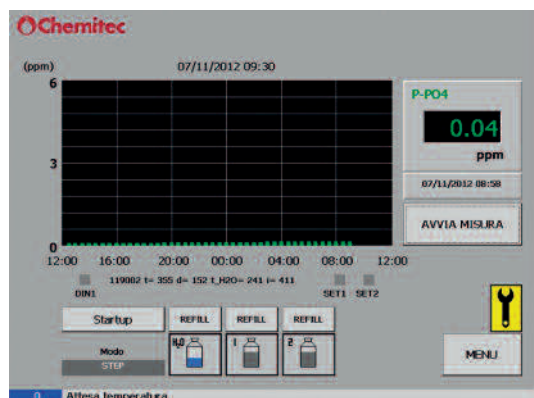 Chemitec
(ppm) 07/11/2012 09:30
6
P-PO4
0.04
ppm
3
07/11/2012 08:58
AVVIA MISURA
0
12:00 16:00 20:00 00:00 04:00 08:00 12:00
119002 t= 355 d= 152 t_H2O= 241 i= 411
DIN1 SET1 SET2
Startup REFILL REFILL REFILL
H2O 1 2
Modo
STEP
MENU
0 Attesa temperatura